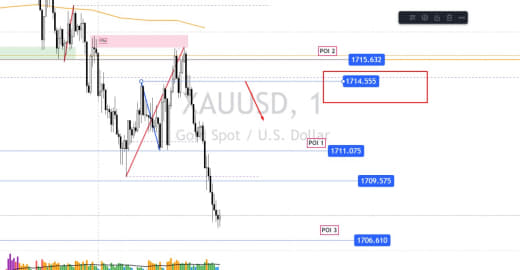 POI 2
1715.632
1714.555
XAUUSD, 1
Gold Spot / U.S. Dollar
POI 1
1711.075
1709.575
POI 3
1706.610